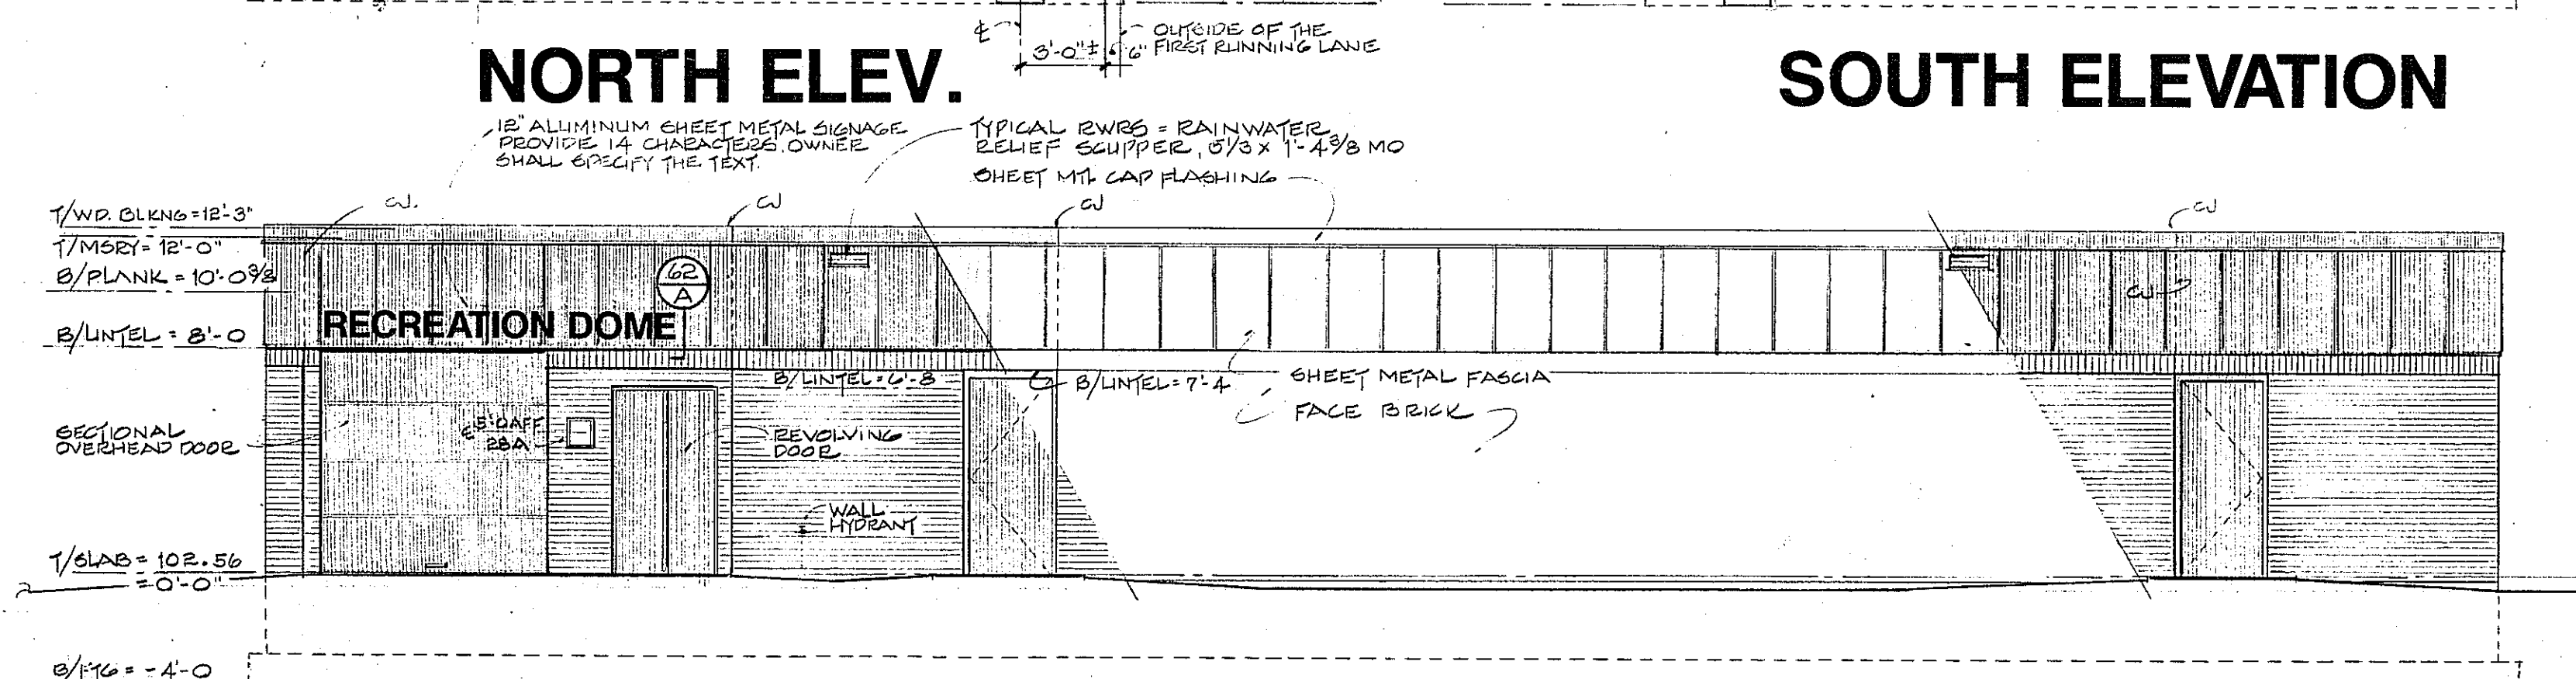 ℄
3'-0"±
6"
OUTSIDE OF THE
FIRST RUNNING LANE
NORTH ELEV.
SOUTH ELEVATION
12" ALUMINUM SHEET METAL SIGNAGE
PROVIDE 14 CHARACTERS. OWNER
SHALL SPECIFY THE TEXT.
TYPICAL RWRS = RAINWATER
RELIEF SCUPPER, 5 1/3 X 1'-4 3/8 MO
SHEET MTL CAP FLASHING
CJ.
CJ
CJ
CJ
T/WD. BLKNG = 12'-3"
T/MSRY = 12'-0"
B/PLANK = 10'-0 3/8
B/LINTEL = 8'-0
62
A
CJ
RECREATION DOME
B/LINTEL = 6'-8
B/LINTEL = 7'-4
SHEET METAL FASCIA
FACE BRICK
SECTIONAL
OVERHEAD DOOR
℄ 5'-0 AFF
28A
REVOLVING
DOOR
WALL
HYDRANT
T/SLAB = 102.56
= 0'-0"
B/FTG = -4'-0